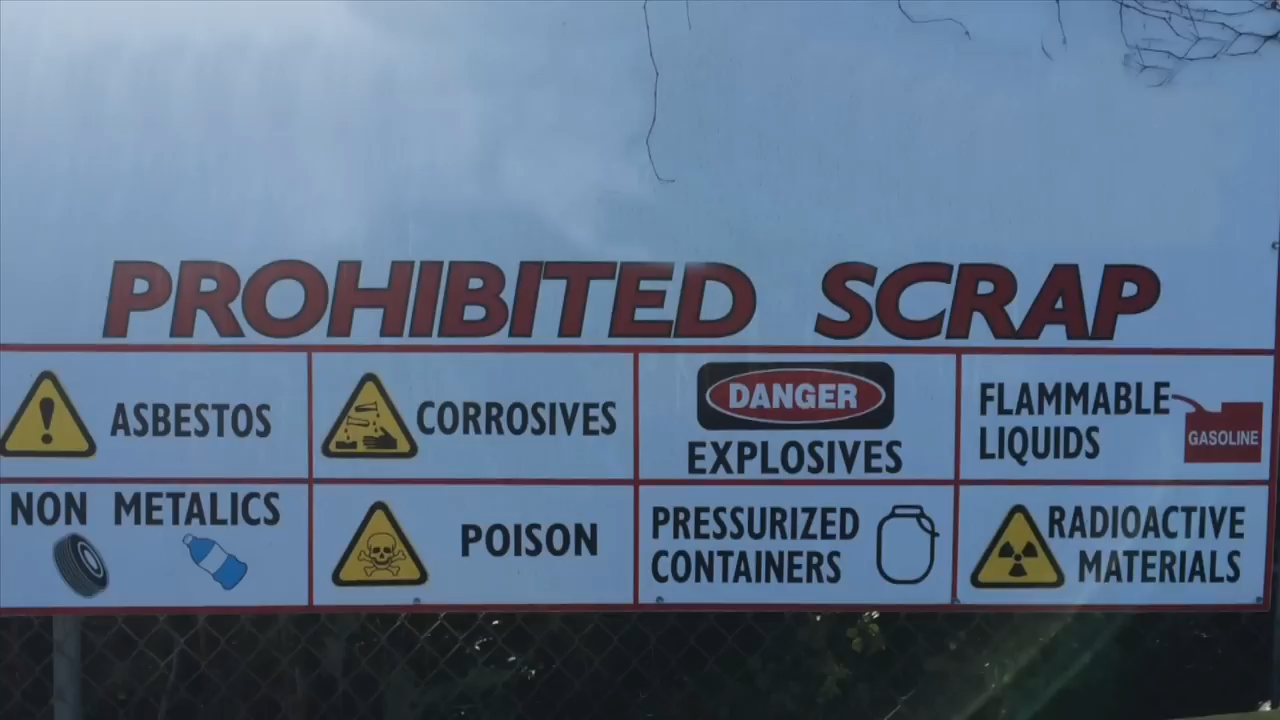 PROHIBITED SCRAP
ASBESTOS
CORROSIVES
DANGER
EXPLOSIVES
FLAMMABLE
LIQUIDS
GASOLINE
NON METALICS
POISON
PRESSURIZED
CONTAINERS
RADIOACTIVE
MATERIALS